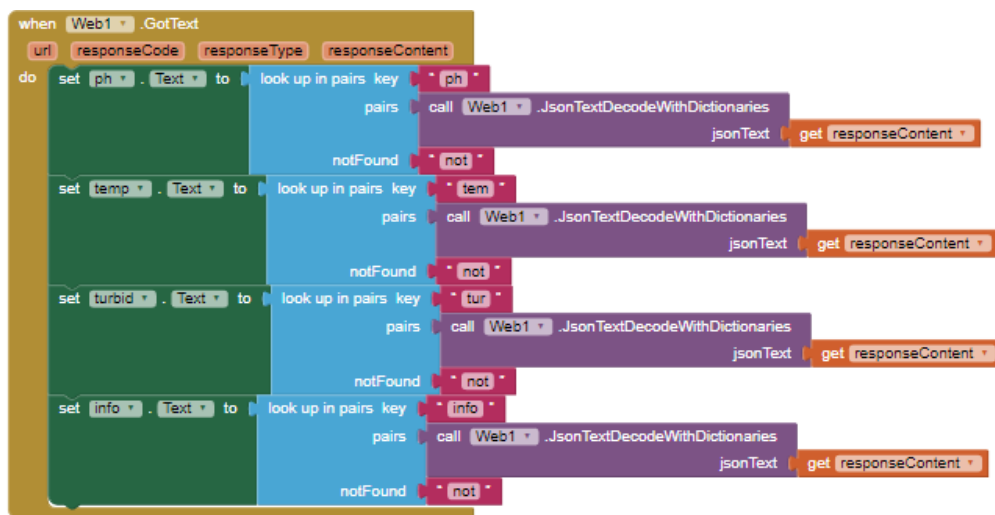 when Web1 .GotText
url responseCode responseType responseContent
do set ph . Text to look up in pairs key " ph "
pairs call Web1 .JsonTextDecodeWithDictionaries
jsonText get responseContent
notFound " not "
set temp . Text to look up in pairs key " tem "
pairs call Web1 .JsonTextDecodeWithDictionaries
jsonText get responseContent
notFound " not "
set turbid . Text to look up in pairs key " tur "
pairs call Web1 .JsonTextDecodeWithDictionaries
jsonText get responseContent
notFound " not "
set info . Text to look up in pairs key " info "
pairs call Web1 .JsonTextDecodeWithDictionaries
jsonText get responseContent
notFound " not "